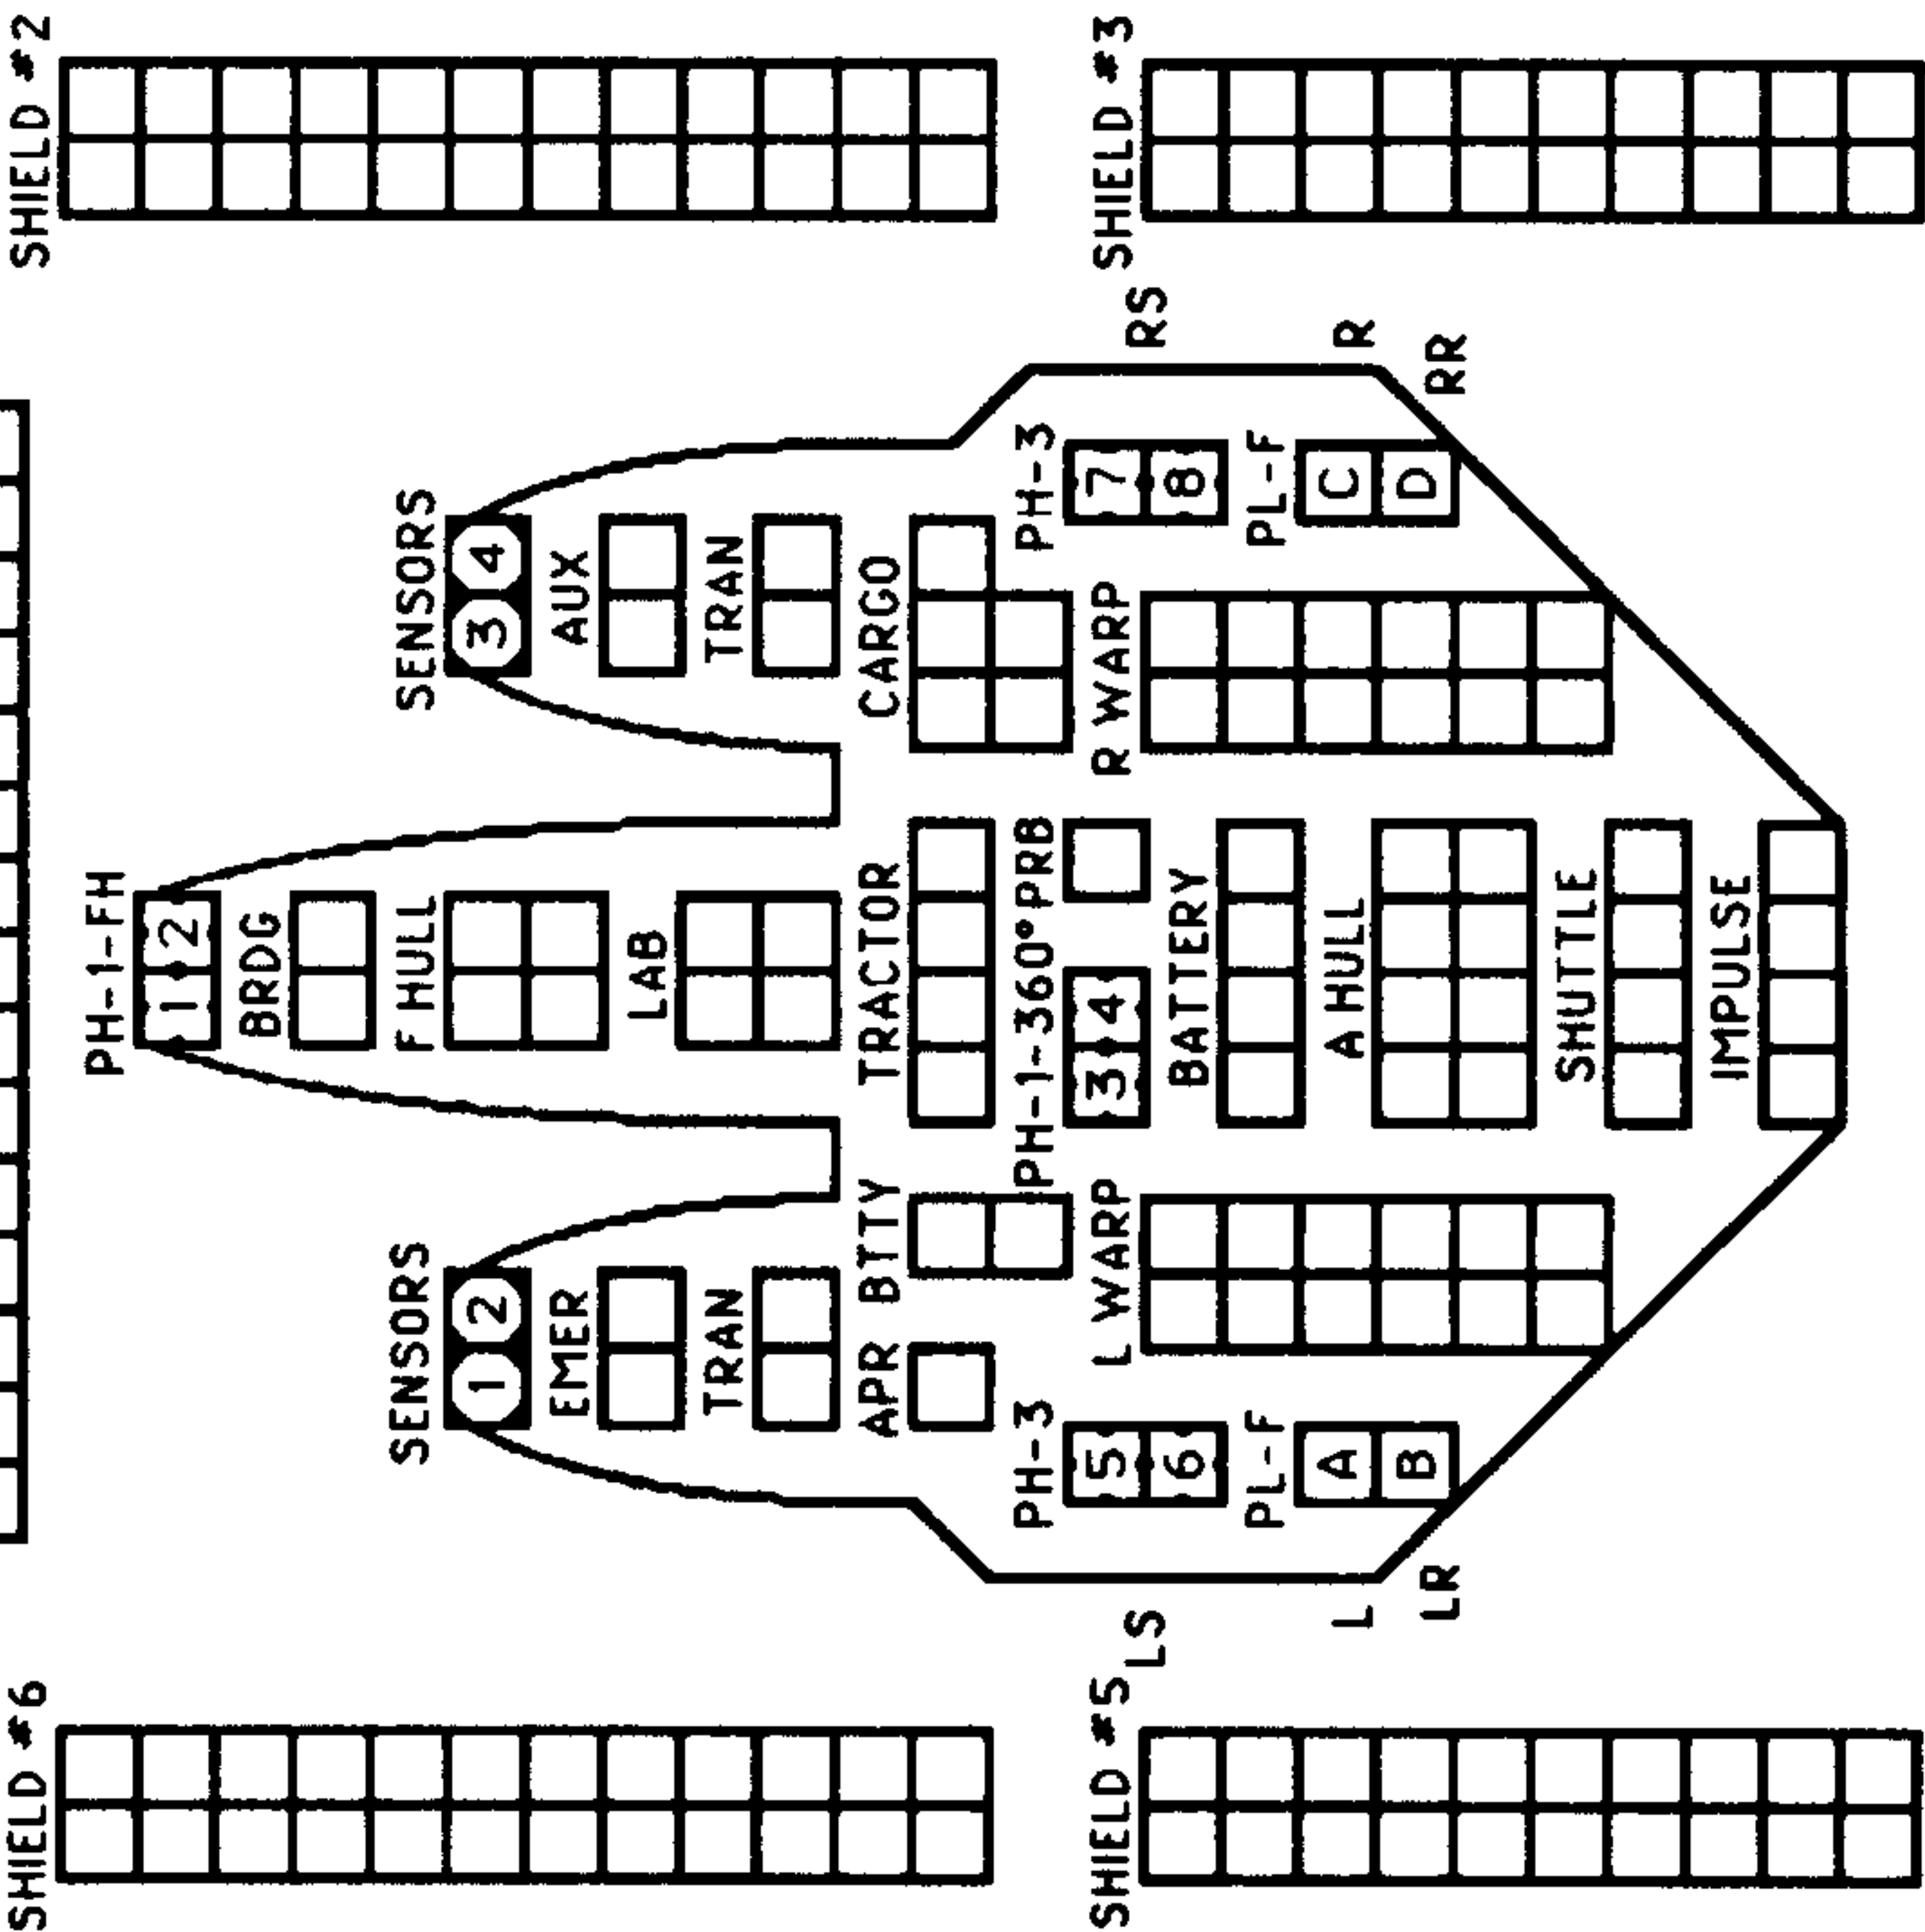 SHIELD #6
SHIELD #2
PH-1-FH
1 2
BRDG
SENSORS
F HULL
SENSORS
1 2
3 4
EMER
AUX
LAB
TRAN
TRAN
APR
BTTY
TRACTOR
CARGO
PH-3
PH-1-360°
PRB
PH-3
SHIELD #5
5
L WARP
3 4
R WARP
7
SHIELD #3
LS
RS
6
BATTERY
8
PL-F
PL-F
L
A
A HULL
C
R
LR
B
D
RR
SHUTTLE
IMPULSE